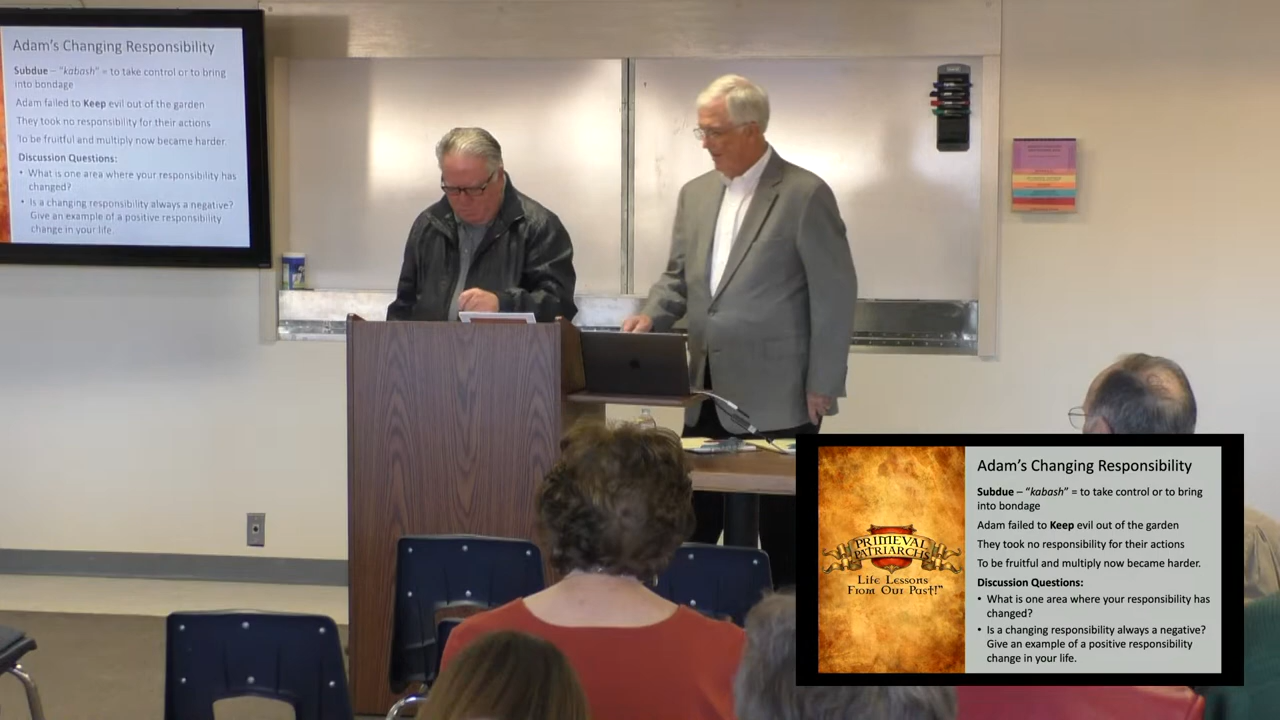 Adam's Changing Responsibility
Subdue – "kabash" = to take control or to bring
into bondage
Adam failed to Keep evil out of the garden
They took no responsibility for their actions
To be fruitful and multiply now became harder.
Discussion Questions:
• What is one area where your responsibility has
changed?
• Is a changing responsibility always a negative?
Give an example of a positive responsibility
change in your life.
PRIMEVAL
PATRIARCHS
Life Lessons
From Our Past!"
Adam's Changing Responsibility
Subdue – "kabash" = to take control or to bring
into bondage
Adam failed to Keep evil out of the garden
They took no responsibility for their actions
To be fruitful and multiply now became harder.
Discussion Questions:
• What is one area where your responsibility has
changed?
• Is a changing responsibility always a negative?
Give an example of a positive responsibility
change in your life.